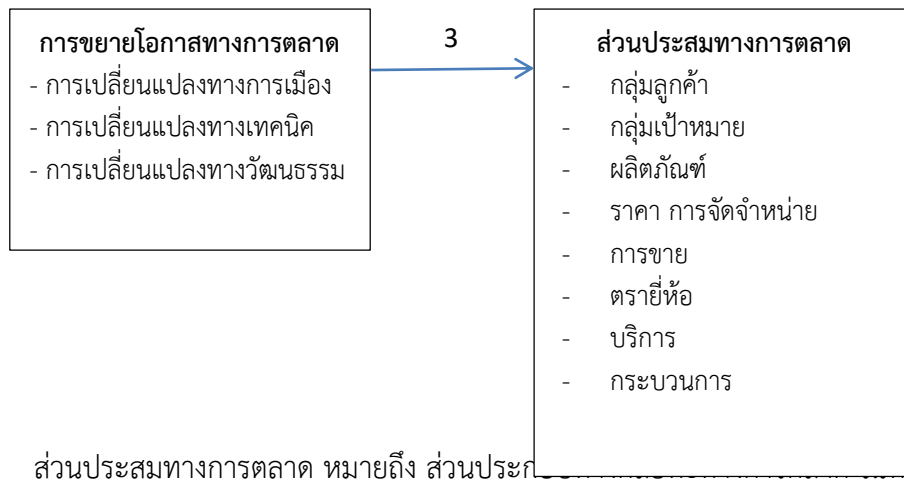 การขยายโอกาสทางการตลาด
- การเปลี่ยนแปลงทางการเมือง
- การเปลี่ยนแปลงทางเทคนิค
- การเปลี่ยนแปลงทางวัฒนธรรม
3
ส่วนประสมทางการตลาด
- กลุ่มลูกค้า
- กลุ่มเป้าหมาย
- ผลิตภัณฑ์
- ราคา การจัดจำหน่าย
- การขาย
- ตรายี่ห้อ
- บริการ
- กระบวนการ
ส่วนประสมทางการตลาด หมายถึง